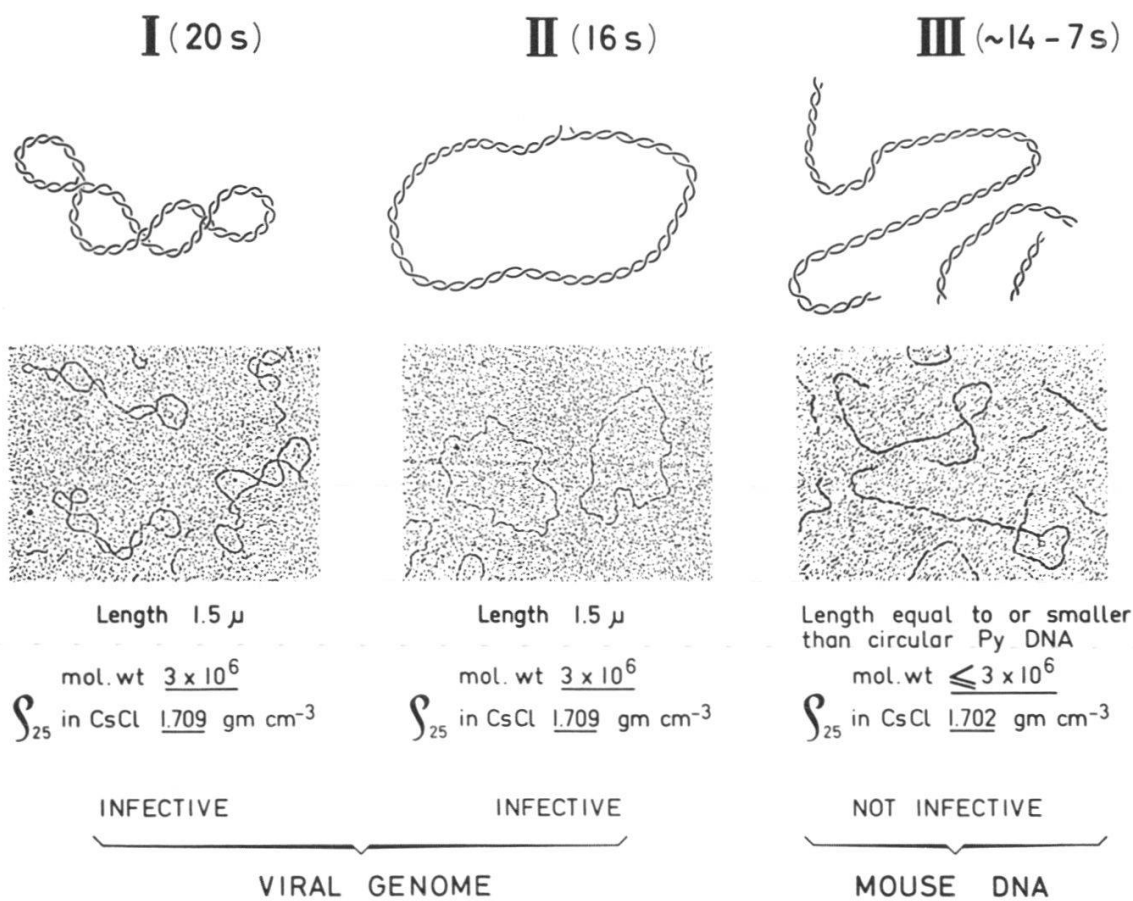 I (20 s)
II (16 s)
III (~14 - 7 s)
Length 1.5 µ
mol. wt 3 x 10⁶
ρ₂₅ in CsCl 1.709 gm cm⁻³
INFECTIVE
Length 1.5 µ
mol. wt 3 x 10⁶
ρ₂₅ in CsCl 1.709 gm cm⁻³
INFECTIVE
VIRAL GENOME
Length equal to or smaller
than circular Py DNA
mol. wt ⩽ 3 x 10⁶
ρ₂₅ in CsCl 1.702 gm cm⁻³
NOT INFECTIVE
MOUSE DNA